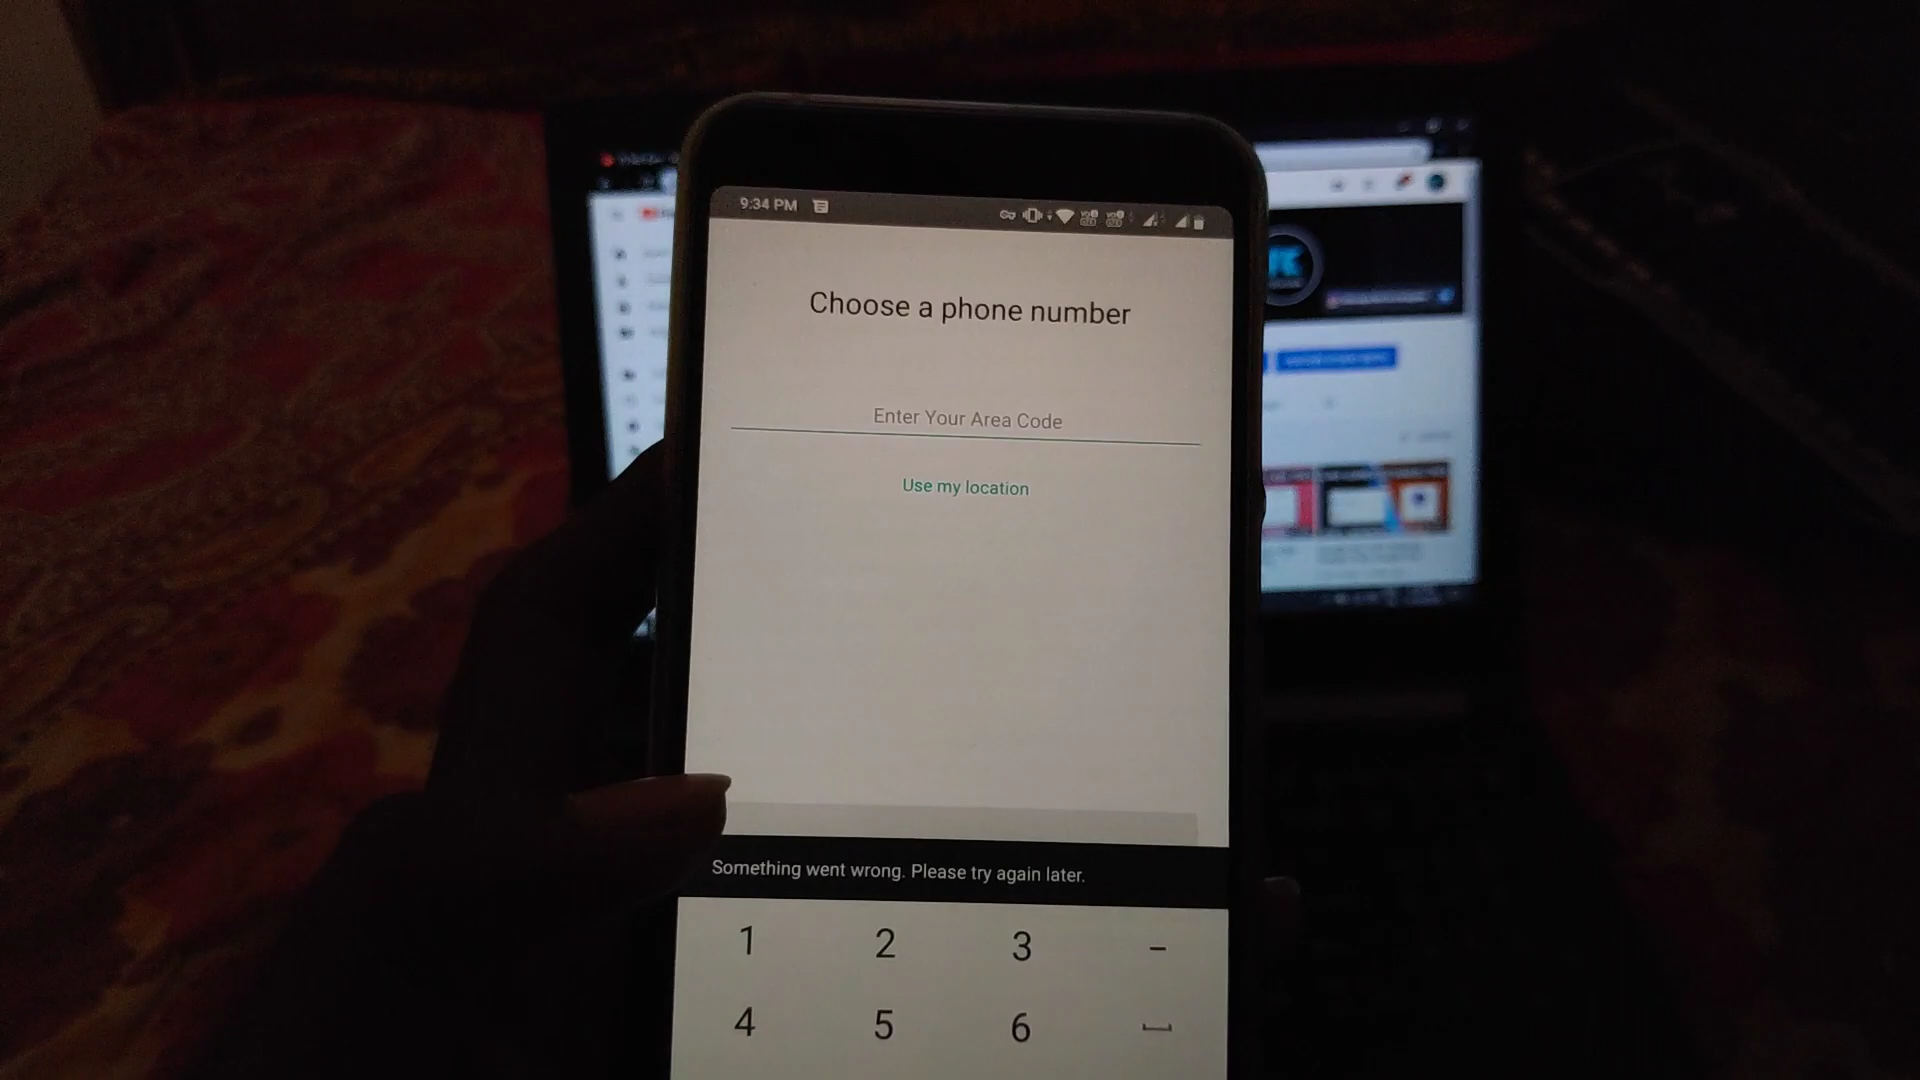 9:34 PM
Choose a phone number
Enter Your Area Code
Use my location
Something went wrong. Please try again later.
1 2 3 -
4 5 6